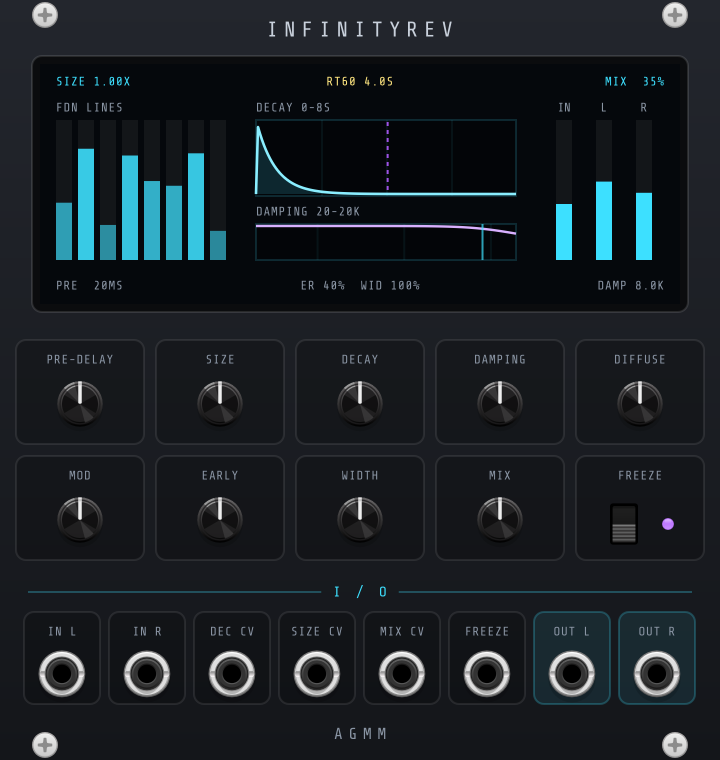 INFINITYREV
SIZE 1.00X RT60 4.0S MIX 35%
FDN LINES DECAY 0-8S IN L R
DAMPING 20-20K
PRE 20MS ER 40% WID 100% DAMP 8.0K
PRE-DELAY SIZE DECAY DAMPING DIFFUSE
MOD EARLY WIDTH MIX FREEZE
I / O
IN L IN R DEC CV SIZE CV MIX CV FREEZE OUT L OUT R
AGMM